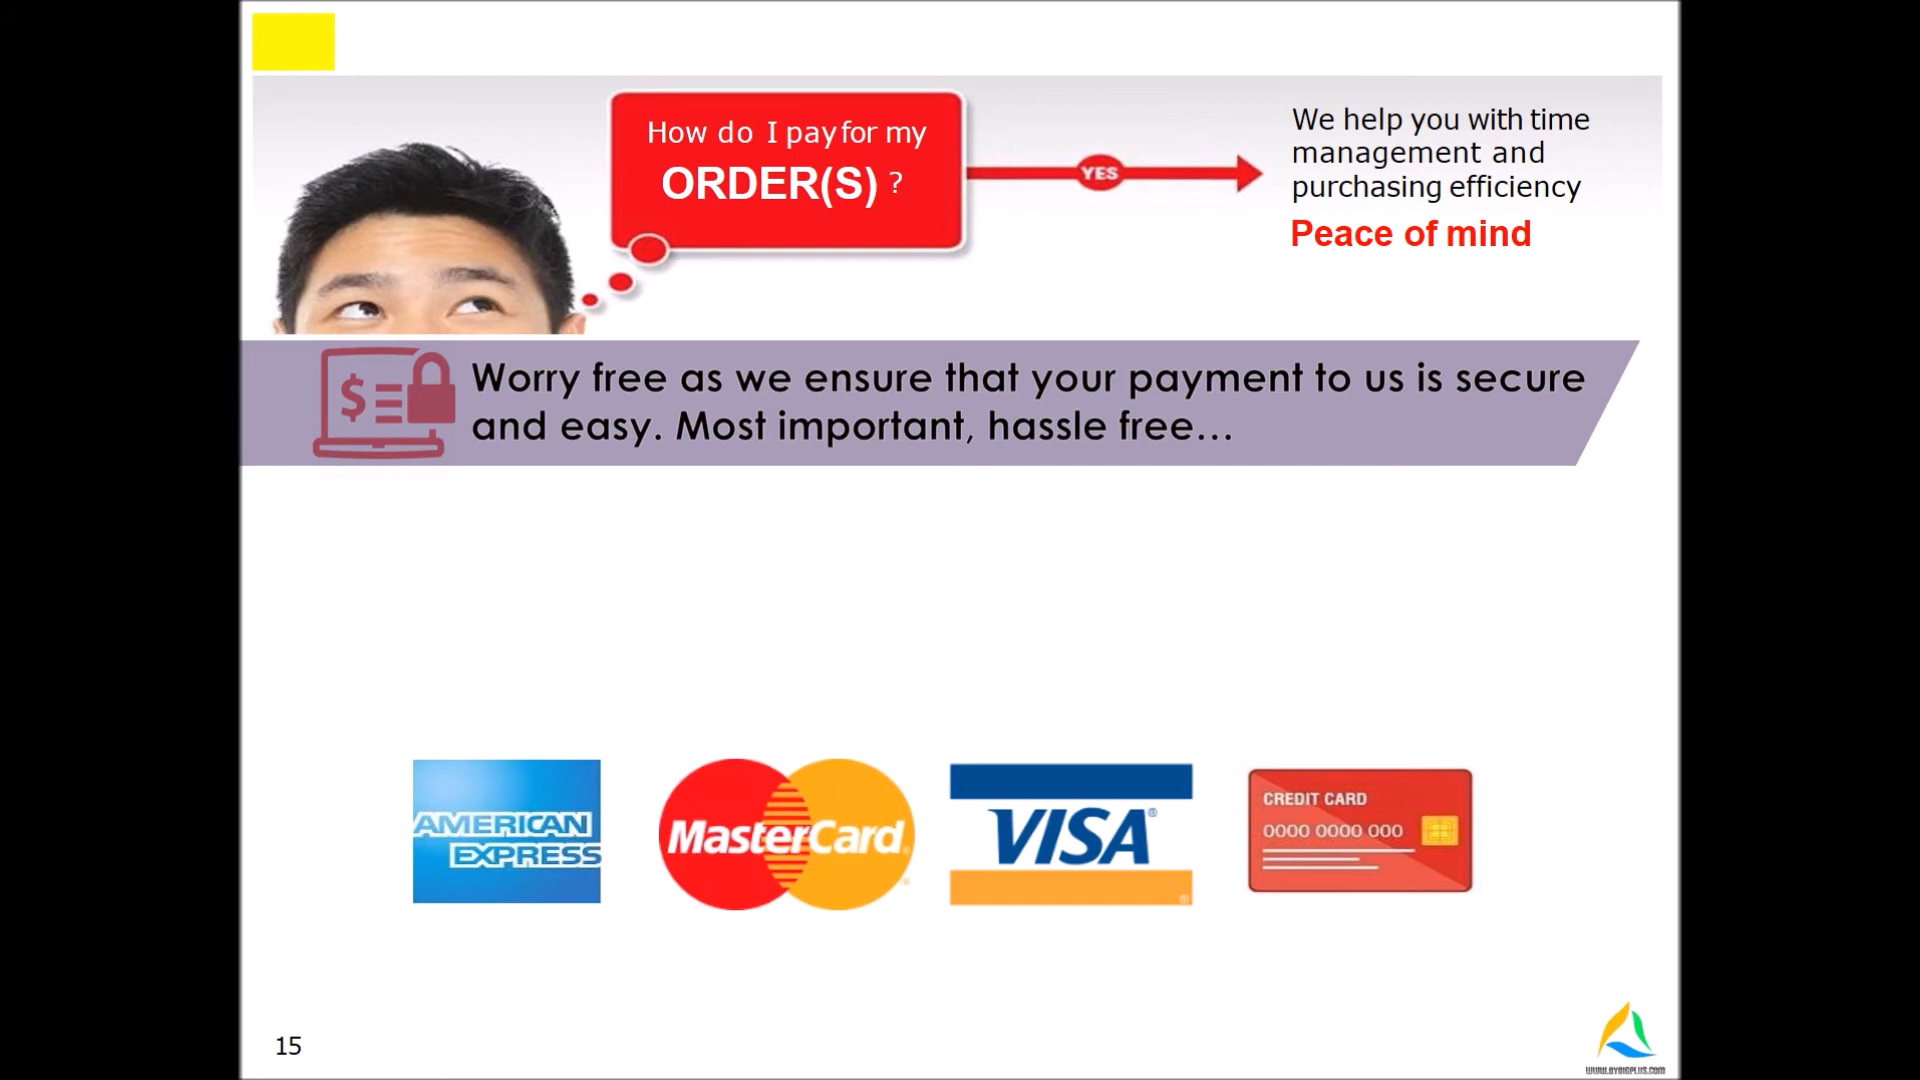 How do I pay for my
ORDER(S) ?
YES
We help you with time
management and
purchasing efficiency
Peace of mind
$
Worry free as we ensure that your payment to us is secure
and easy. Most important, hassle free...
AMERICAN
EXPRESS
MasterCard
VISA®
CREDIT CARD
0000 0000 000
15